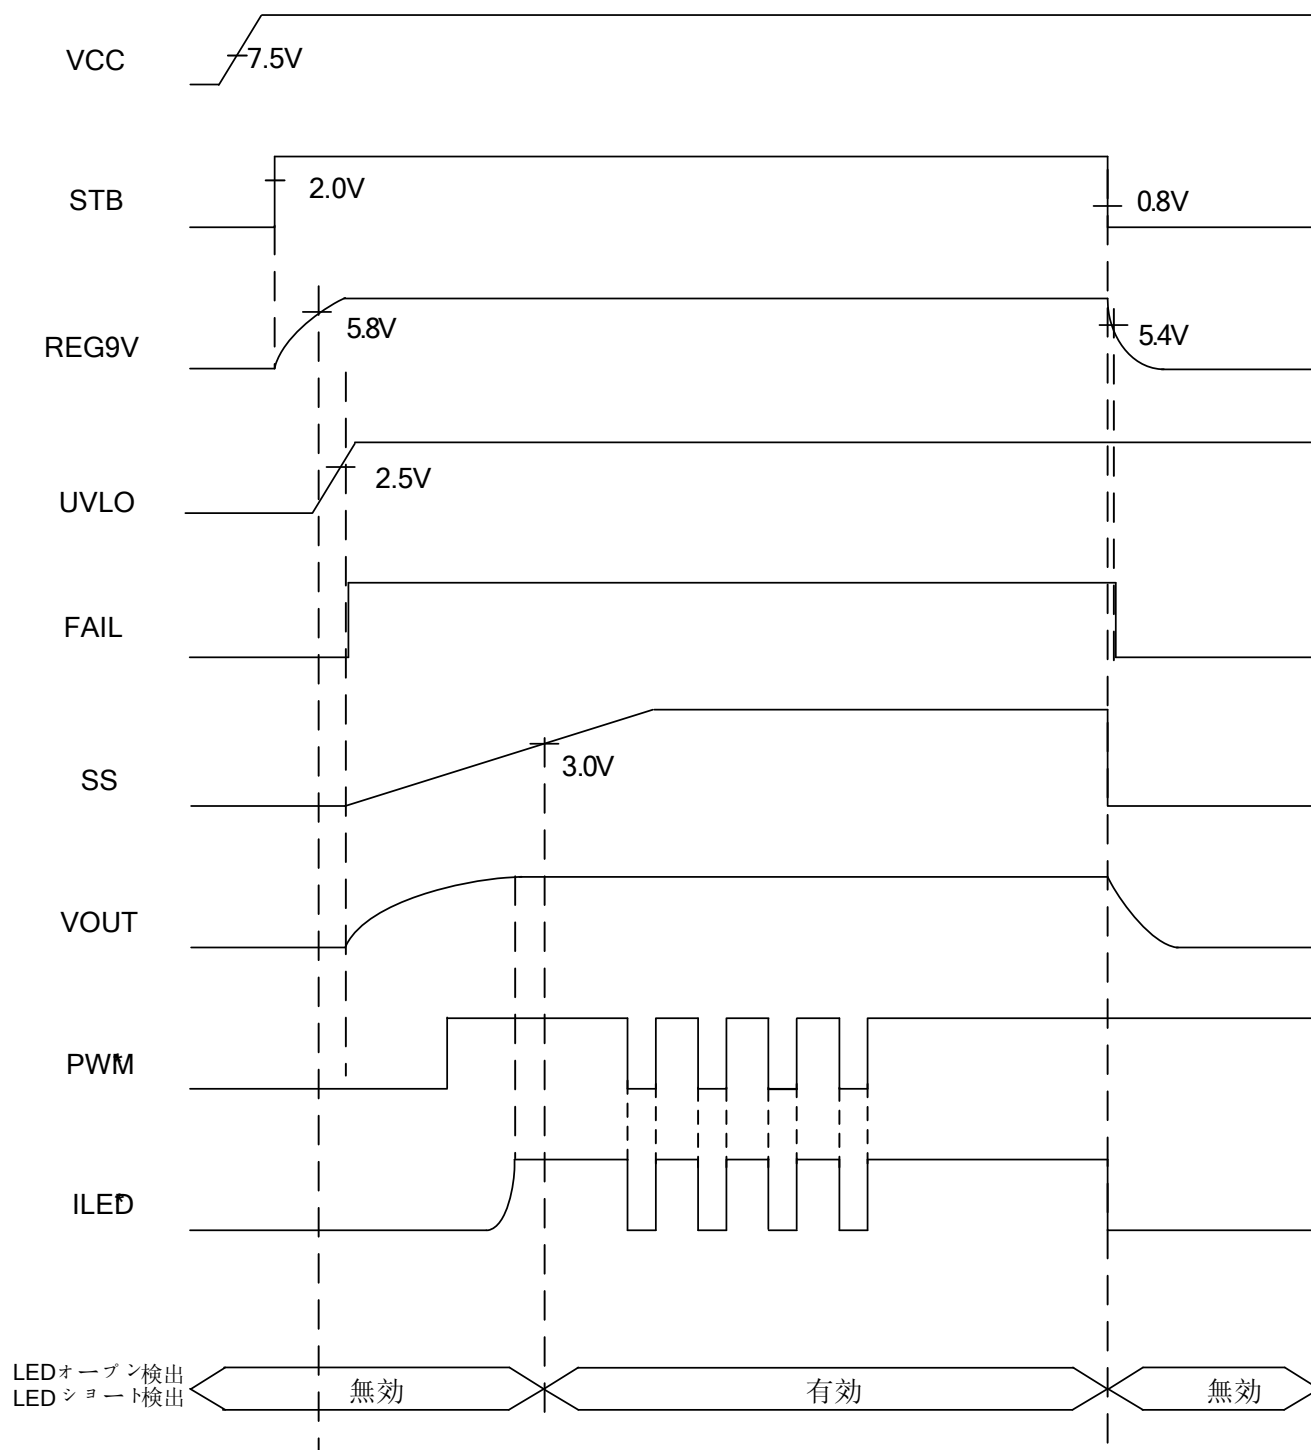 VCC
7.5V
STB
2.0V
0.8V
REG9V
5.8V
5.4V
UVLO
2.5V
FAIL
SS
3.0V
VOUT
PWM*
ILED*
LEDオープン検出
LEDショート検出
無効
有効
無効